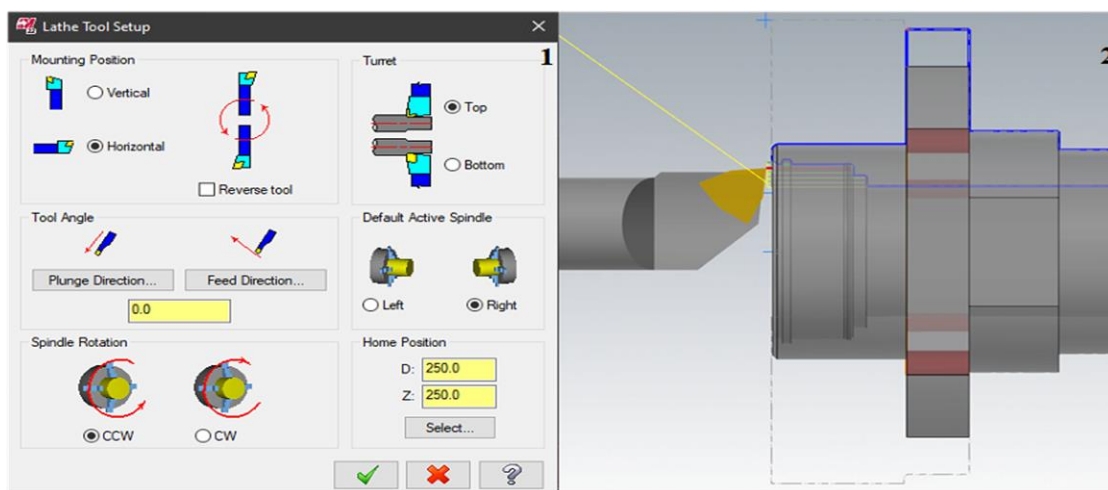 Lathe Tool Setup
1
2
Mounting Position
Vertical
Horizontal
Reverse tool
Turret
Top
Bottom
Tool Angle
Plunge Direction...
Feed Direction...
0.0
Default Active Spindle
Left
Right
Spindle Rotation
CCW
CW
Home Position
D: 250.0
Z: 250.0
Select...